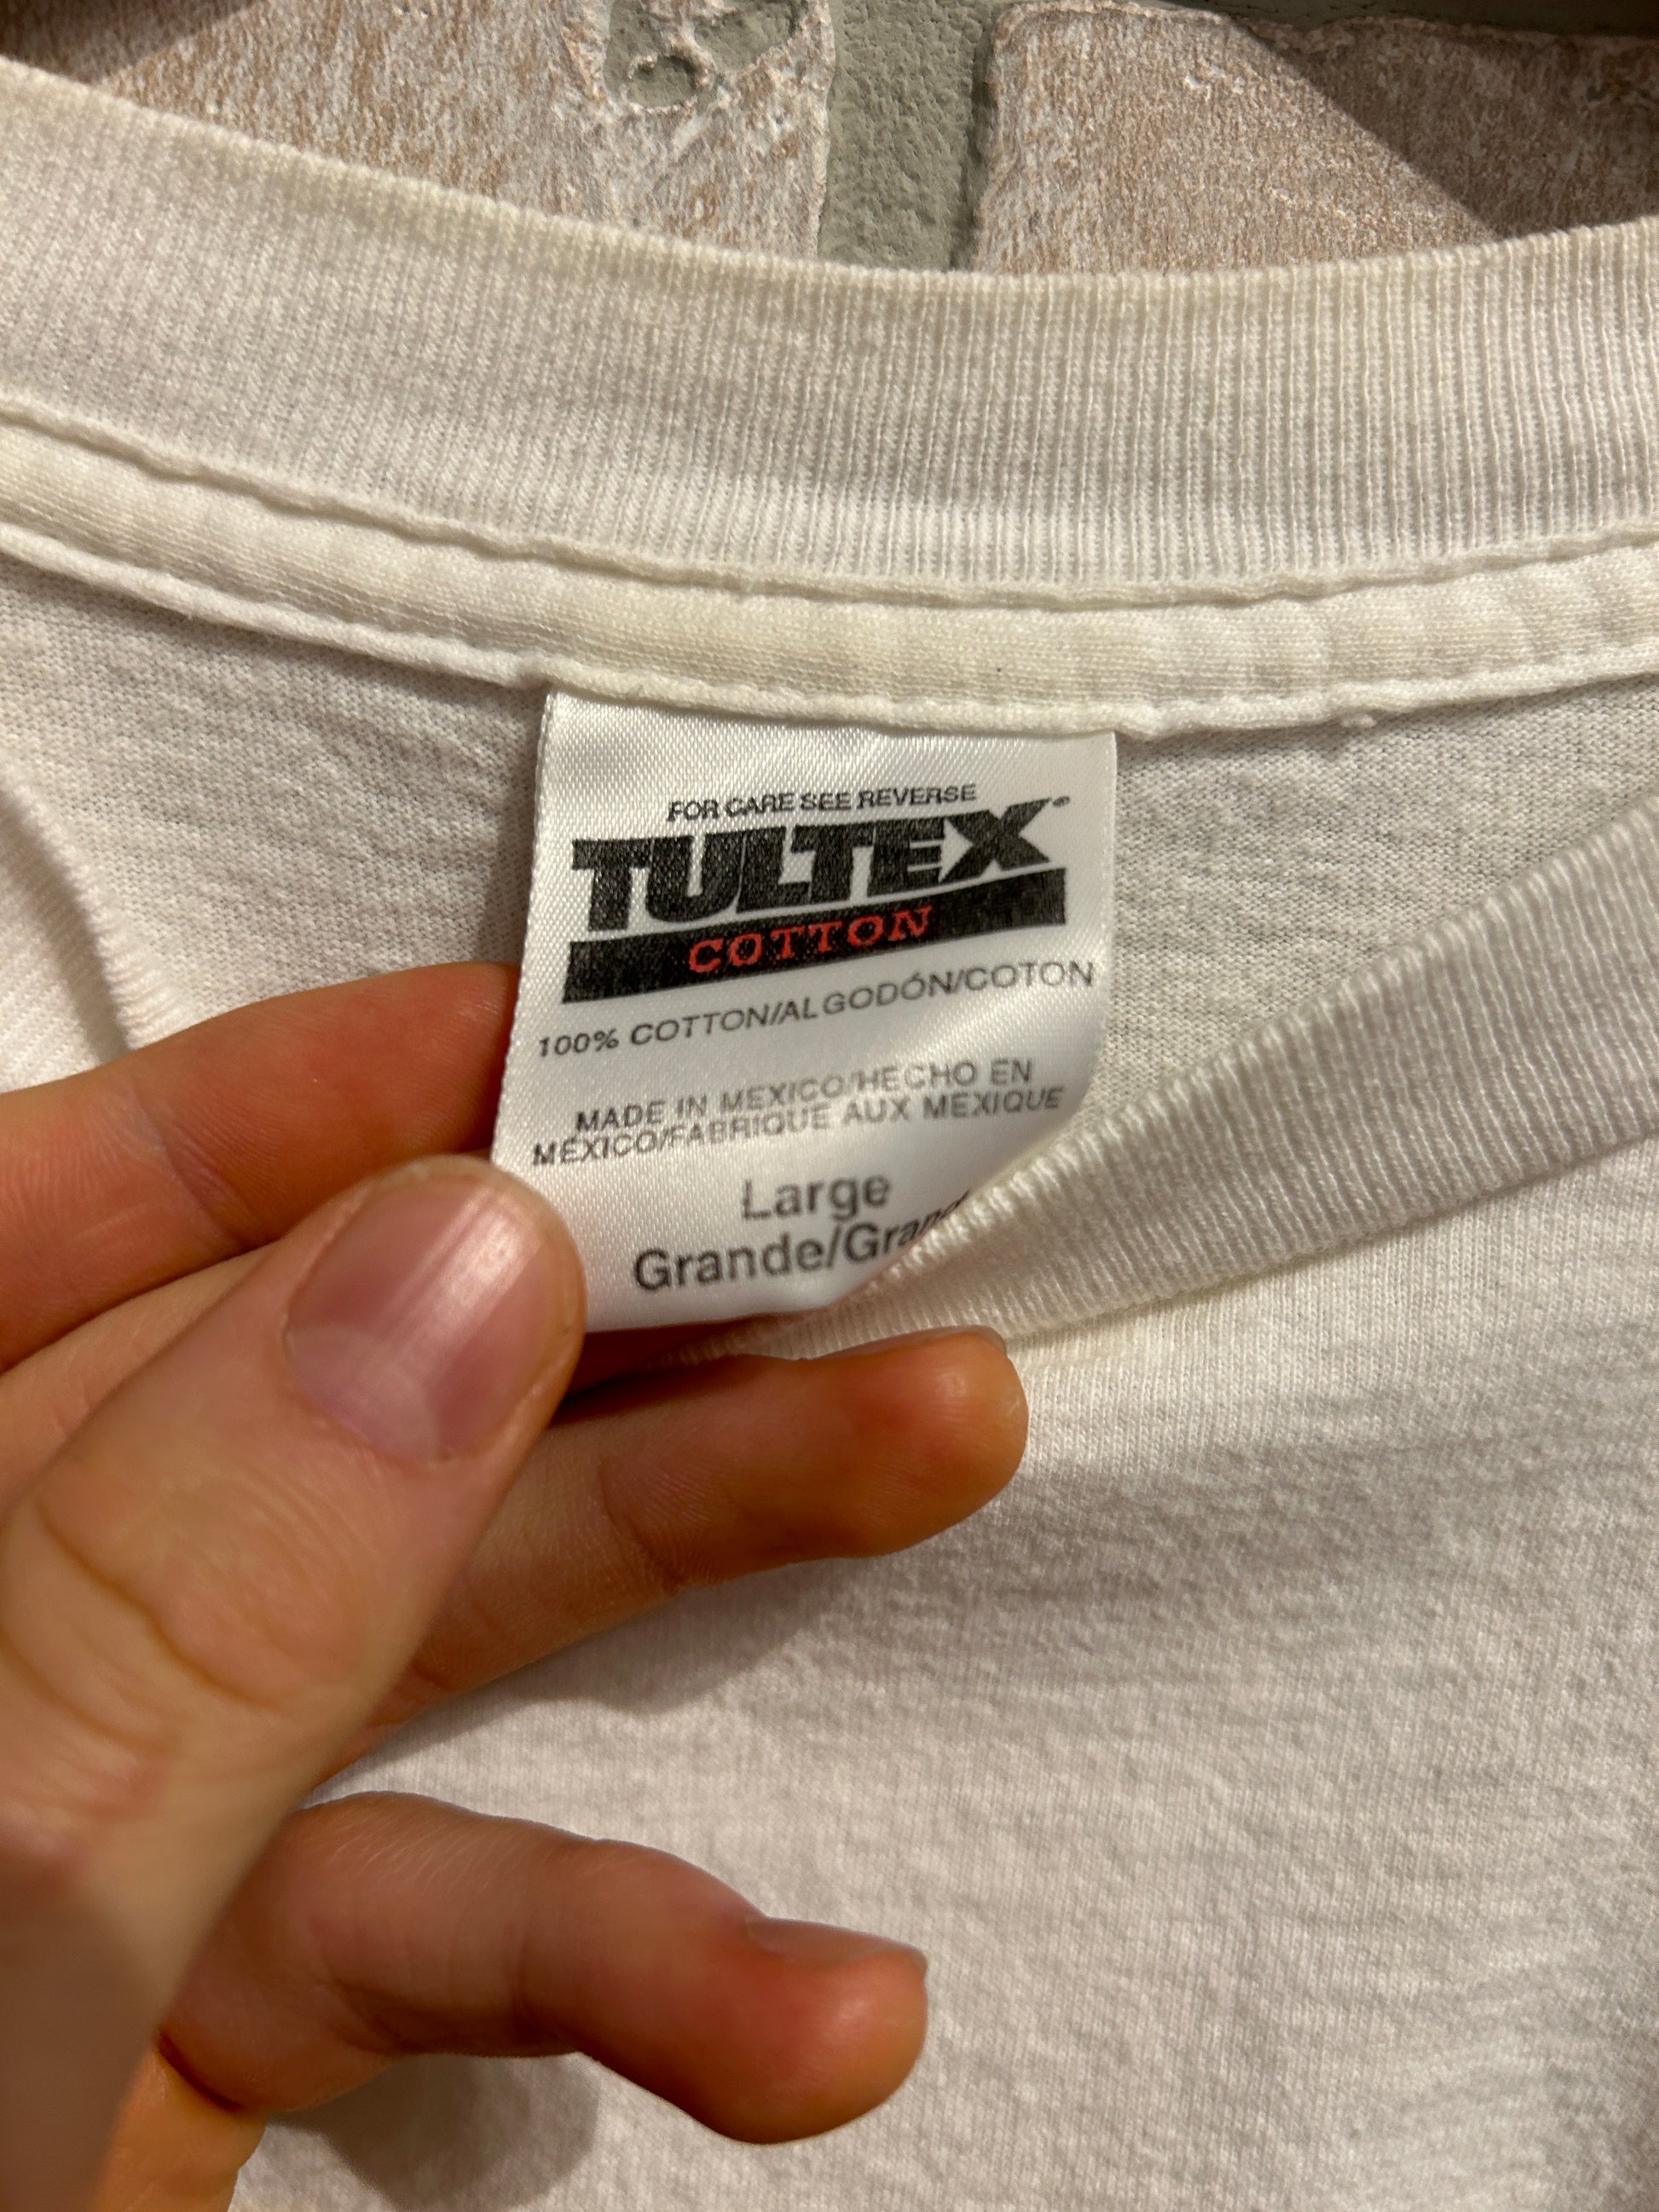 FOR CARE SEE REVERSE
TULTEX®
COTTON
100% COTTON/ALGODÓN/COTON
MADE IN MEXICO/HECHO EN
MÉXICO/FABRIQUE AUX MEXIQUE
Large
Grande/